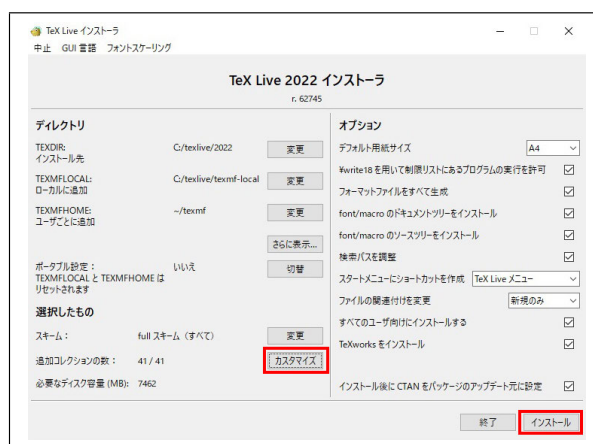 TeX Live インストーラ
中止 GUI 言語 フォントスケーリング
TeX Live 2022 インストーラ
r. 62745
ディレクトリ
TEXDIR: C:/texlive/2022 変更
インストール先
TEXMFLOCAL: C:/texlive/texmf-local 変更
ローカルに追加
TEXMFHOME: ~/texmf 変更
ユーザごとに追加
さらに表示...
ポータブル設定： いいえ 切替
TEXMFLOCAL と TEXMFHOME は
リセットされます
選択したもの
スキーム： full スキーム（すべて） 変更
追加コレクションの数： 41 / 41 カスタマイズ
必要なディスク容量 (MB): 7462
オプション
デフォルト用紙サイズ A4
¥write18 を用いて制限リストにあるプログラムの実行を許可
フォーマットファイルをすべて生成
font/macro のドキュメントツリーをインストール
font/macro のソースツリーをインストール
検索パスを調整
スタートメニューにショートカットを作成 TeX Live メニュー
ファイルの関連付けを変更 新規のみ
すべてのユーザ向けにインストールする
TeXworks をインストール
インストール後に CTAN をパッケージのアップデート元に設定
終了 インストール